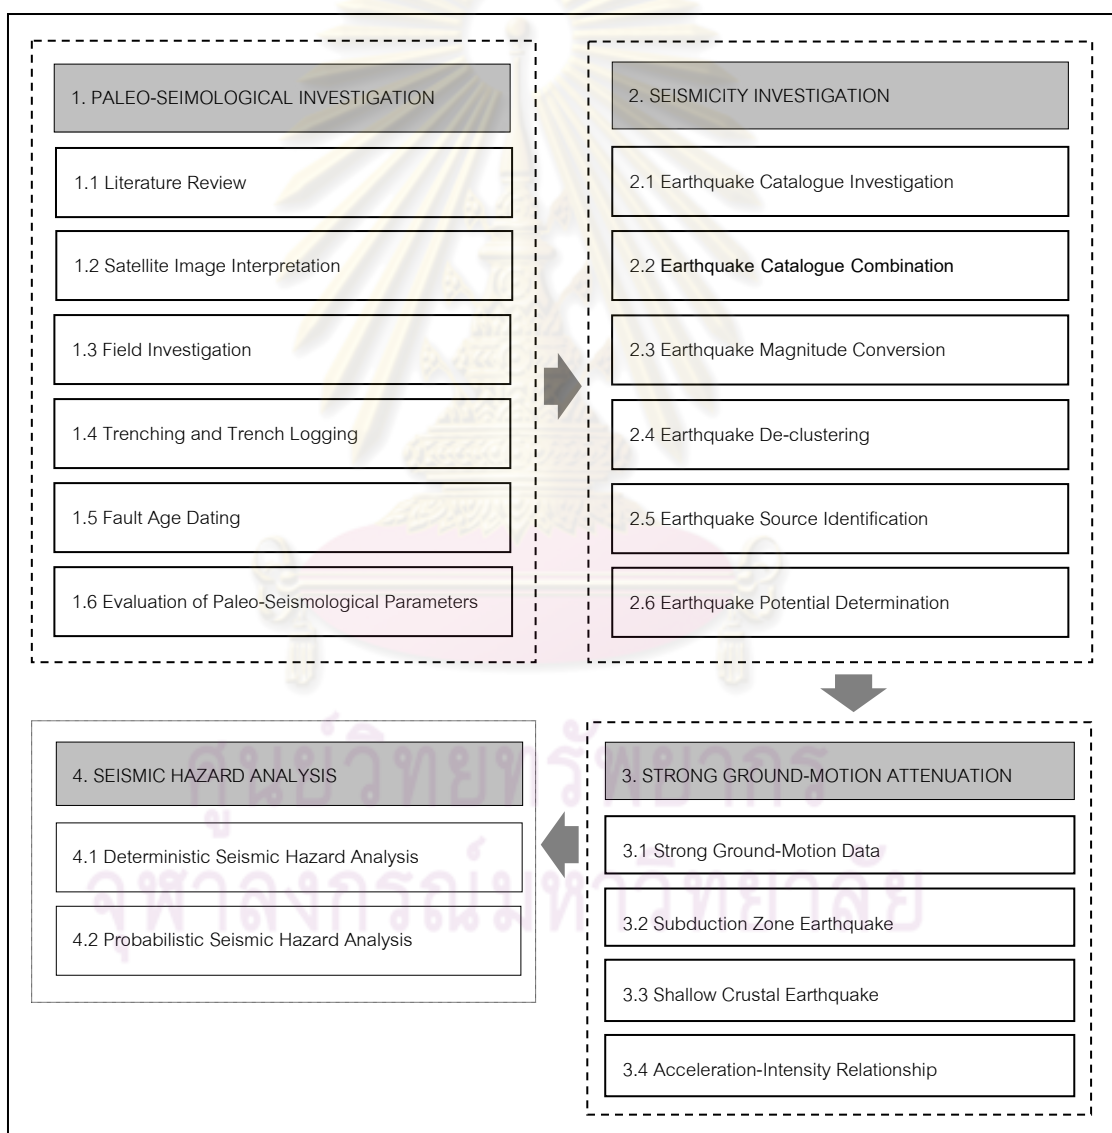 1. PALEO-SEIMOLOGICAL INVESTIGATION
1.1 Literature Review
1.2 Satellite Image Interpretation
1.3 Field Investigation
1.4 Trenching and Trench Logging
1.5 Fault Age Dating
1.6 Evaluation of Paleo-Seismological Parameters
2. SEISMICITY INVESTIGATION
2.1 Earthquake Catalogue Investigation
2.2 Earthquake Catalogue Combination
2.3 Earthquake Magnitude Conversion
2.4 Earthquake De-clustering
2.5 Earthquake Source Identification
2.6 Earthquake Potential Determination
3. STRONG GROUND-MOTION ATTENUATION
3.1 Strong Ground-Motion Data
3.2 Subduction Zone Earthquake
3.3 Shallow Crustal Earthquake
3.4 Acceleration-Intensity Relationship
4. SEISMIC HAZARD ANALYSIS
4.1 Deterministic Seismic Hazard Analysis
4.2 Probabilistic Seismic Hazard Analysis
ศูนย์วิทยทรัพยากร
จุฬาลงกรณ์มหาวิทยาลัย